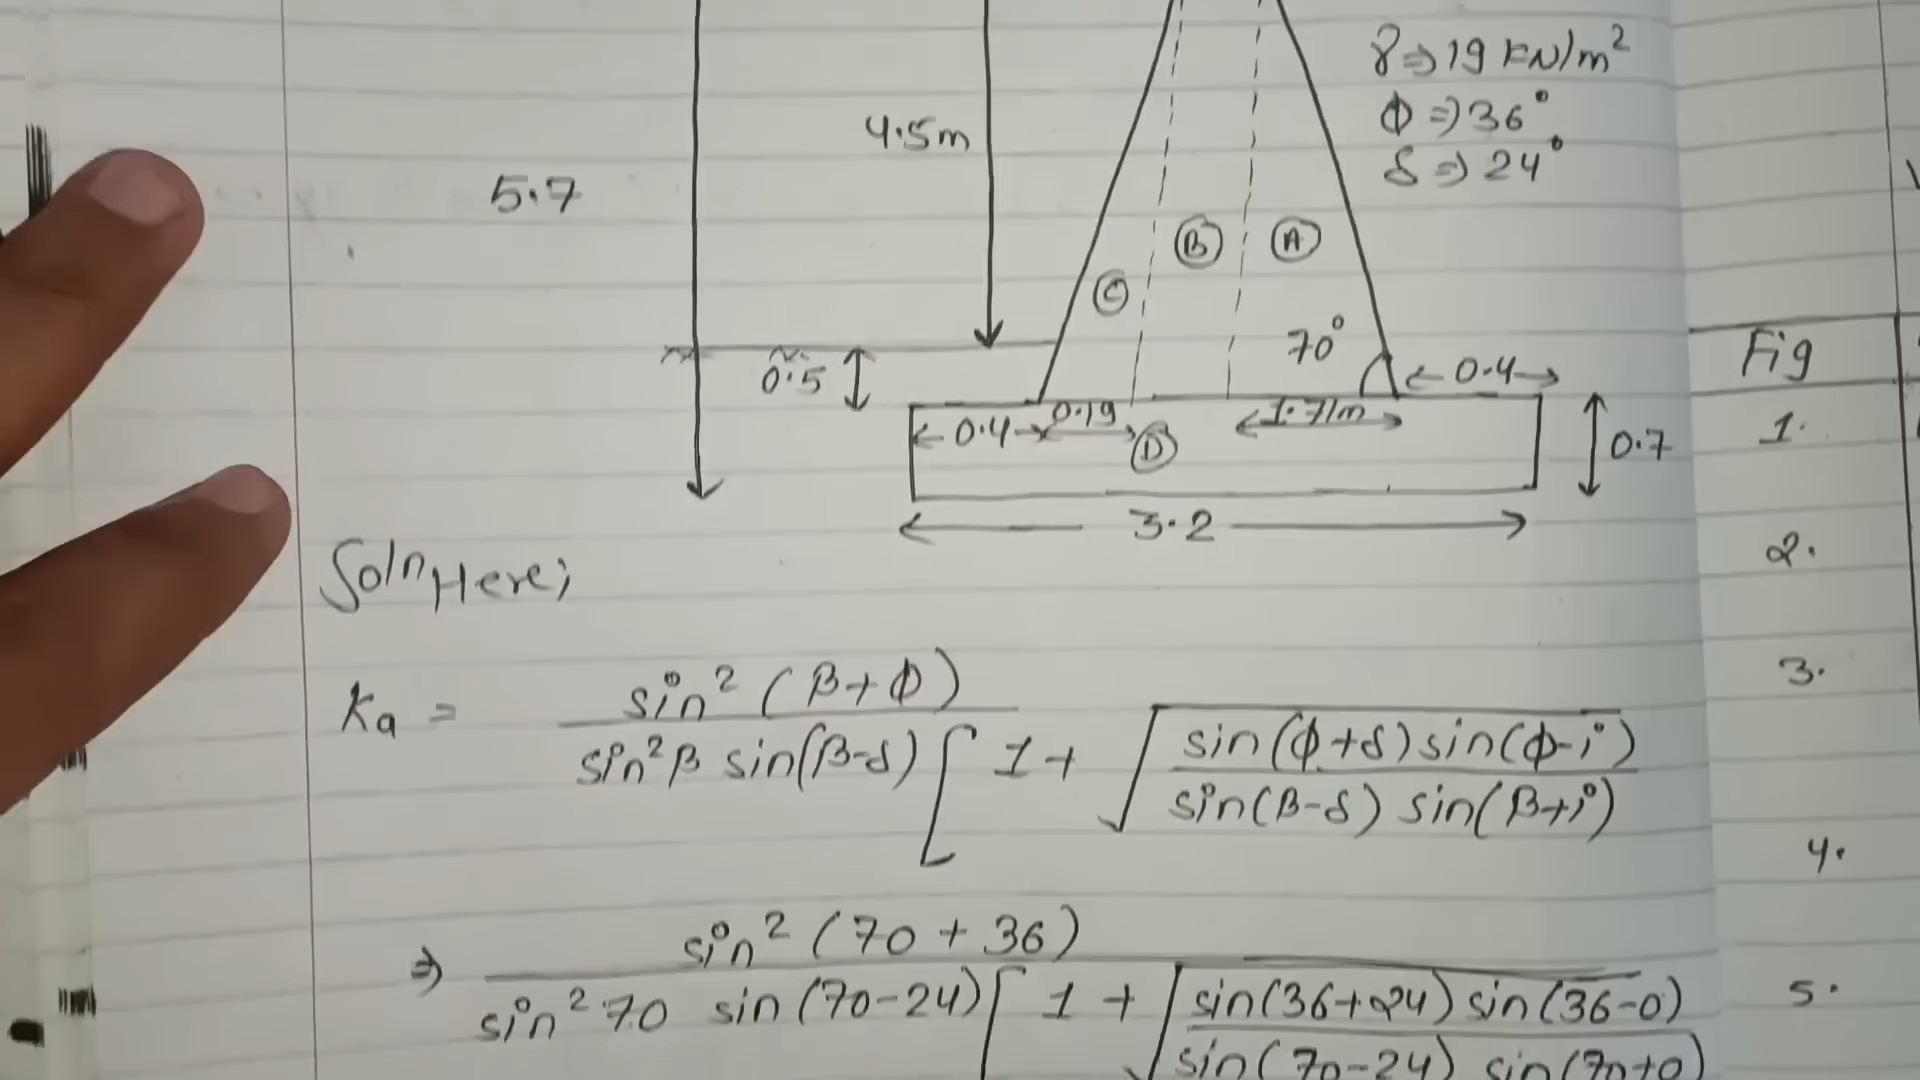 γ ⇒ 19 KN/m²
4.5m
ϕ ⇒ 36°
δ ⇒ 24°
5.7
B
A
C
70°
Fig
0.5
0.4
0.4
0.19
1.71m
D
0.7
1.
3.2
2.
Soln Here;
3.
Ka = sin² (β+ϕ) / sin²β sin(β-δ) [ 1 + √ sin(ϕ+δ) sin(ϕ-i) / sin(β-δ) sin(β+i)
4.
⇒ sin² (70 + 36) / sin² 70 sin (70-24) [ 1 + √ sin(36+24) sin (36-0) / sin (70-24) sin (70+0)
5.